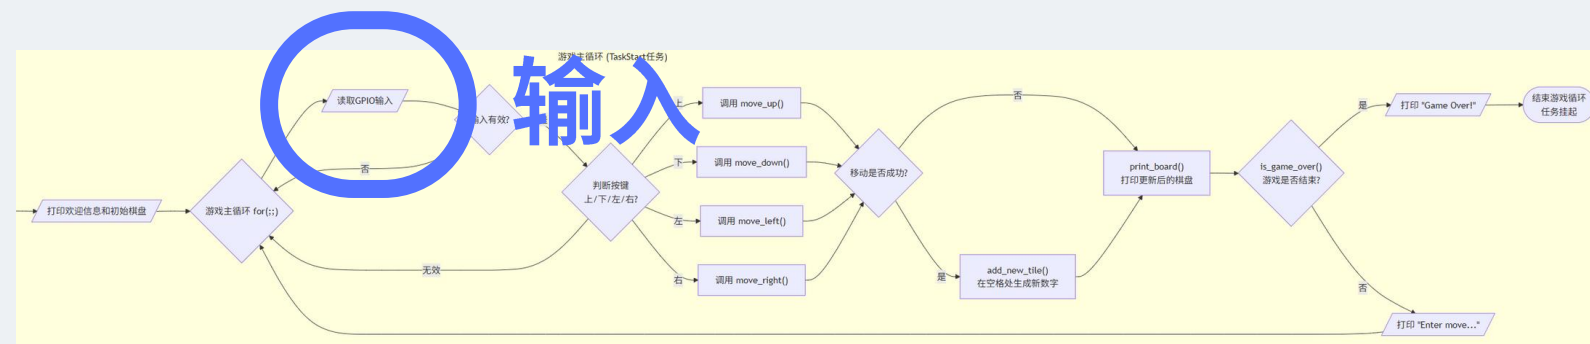 游戏主循环 (TaskStart任务)
输入
读取GPIO输入
输入有效?
否
打印欢迎信息和初始棋盘
游戏主循环 for(;;)
无效
判断按键
上/下/左/右?
上
下
左
右
调用 move_up()
调用 move_down()
调用 move_left()
调用 move_right()
移动是否成功?
否
是
add_new_tile()
在空格处生成新数字
print_board()
打印更新后的棋盘
is_game_over()
游戏是否结束?
是
否
打印 "Game Over!"
结束游戏循环
任务挂起
打印 "Enter move..."